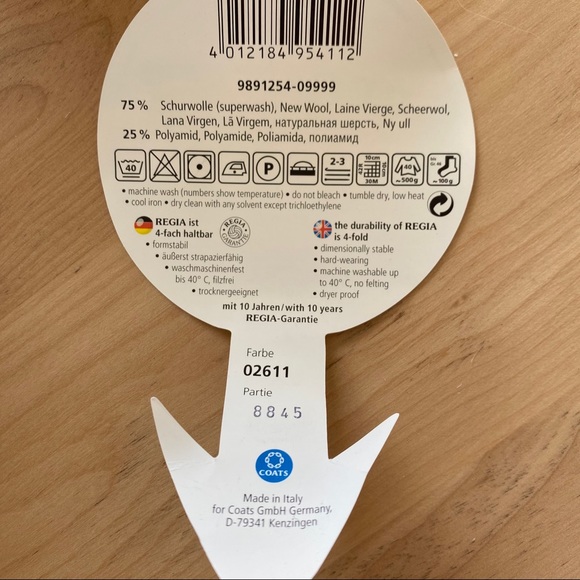 4 012184 954112
9891254-09999
75 % Schurwolle (superwash), New Wool, Laine Vierge, Scheerwol,
Lana Virgen, Lã Virgem, натуральная шерсть, Ny ull
25 % Polyamid, Polyamide, Poliamida, полиамид
40 P 2-3 10cm 42R 30M 40 ~500g ~100g
• machine wash (numbers show temperature) • do not bleach • tumble dry, low heat
• cool iron • dry clean with any solvent except trichloethylene
REGIA ist
4-fach haltbar
• formstabil
• äußerst strapazierfähig
• waschmaschinenfest
bis 40° C, filzfrei
• trocknergeeignet
REGIA
GARANTIE
the durability of REGIA
is 4-fold
• dimensionally stable
• hard-wearing
• machine washable up
to 40° C, no felting
• dryer proof
mit 10 Jahren/with 10 years
REGIA-Garantie
Farbe
02611
Partie
8845
COATS
Made in Italy
for Coats GmbH Germany,
D-79341 Kenzingen